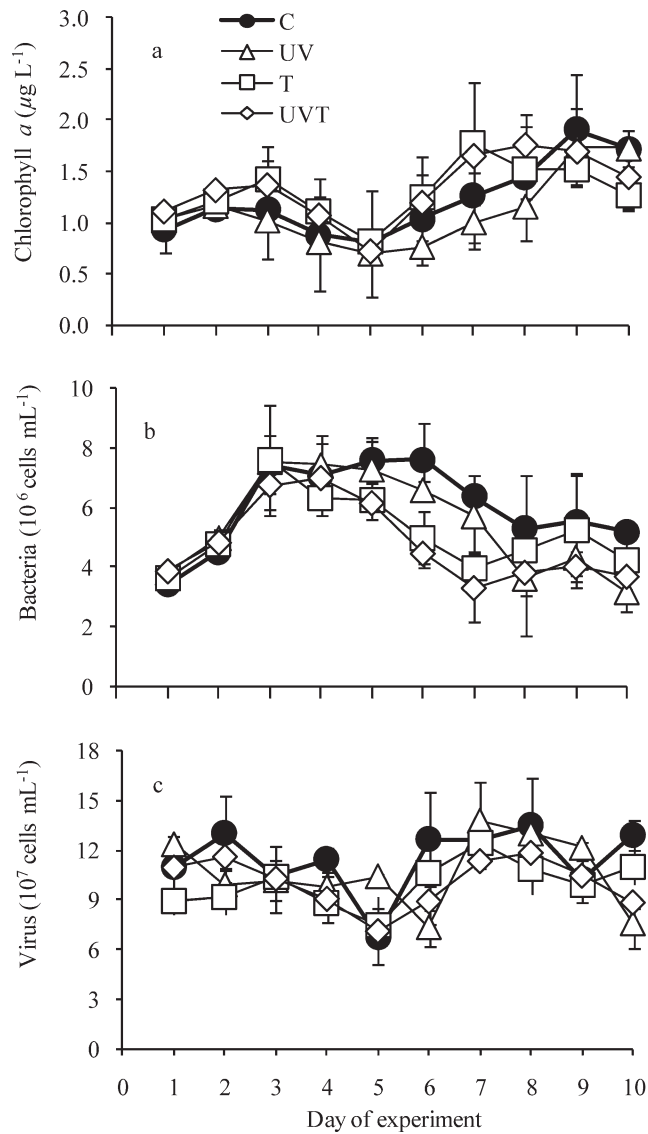 a
C
UV
T
UVT
Chlorophyll a (µg L-1)
3.0
2.5
2.0
1.5
1.0
0.5
0.0
b
Bacteria (10 6 cells mL-1)
10
8
6
4
2
0
c
Virus (107 cells mL-1)
18
15
12
9
6
3
0
0 1 2 3 4 5 6 7 8 9 10
Day of experiment